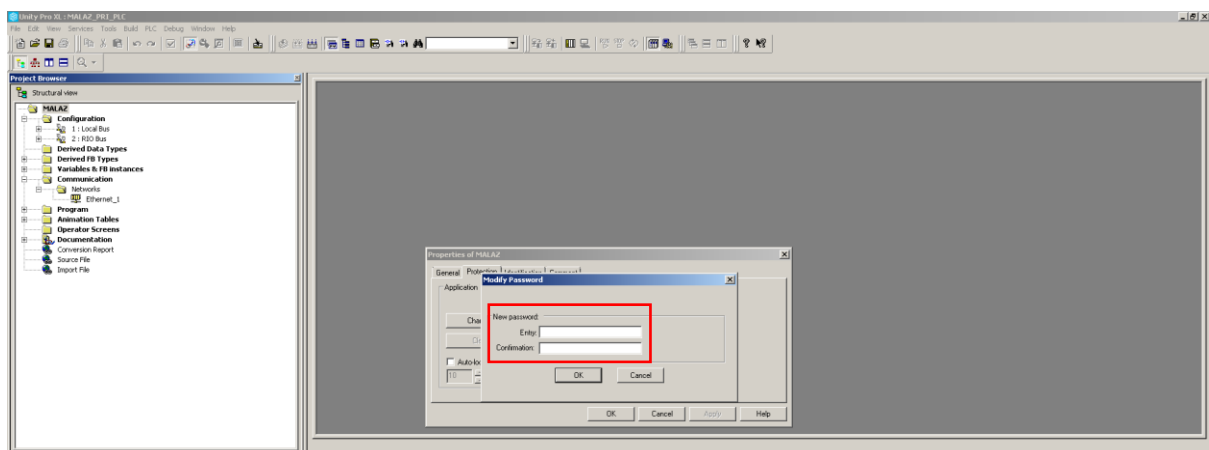 Unity Pro XL : MALAZ_PRI_PLC
File Edit View Services Tools Build PLC Debug Window Help
Project Browser
Structural view
MALAZ
Configuration
1 : Local Bus
2 : RIO Bus
Derived Data Types
Derived FB Types
Variables & FB instances
Communication
Networks
Ethernet_1
Program
Animation Tables
Operator Screens
Documentation
Conversion Report
Source File
Import File
Properties of MALAZ
General Protection Identification Comment
Modify Password
Application
New password:
Cha
Entry:
Confirmation:
Auto-lo
10
OK Cancel
OK Cancel Apply Help